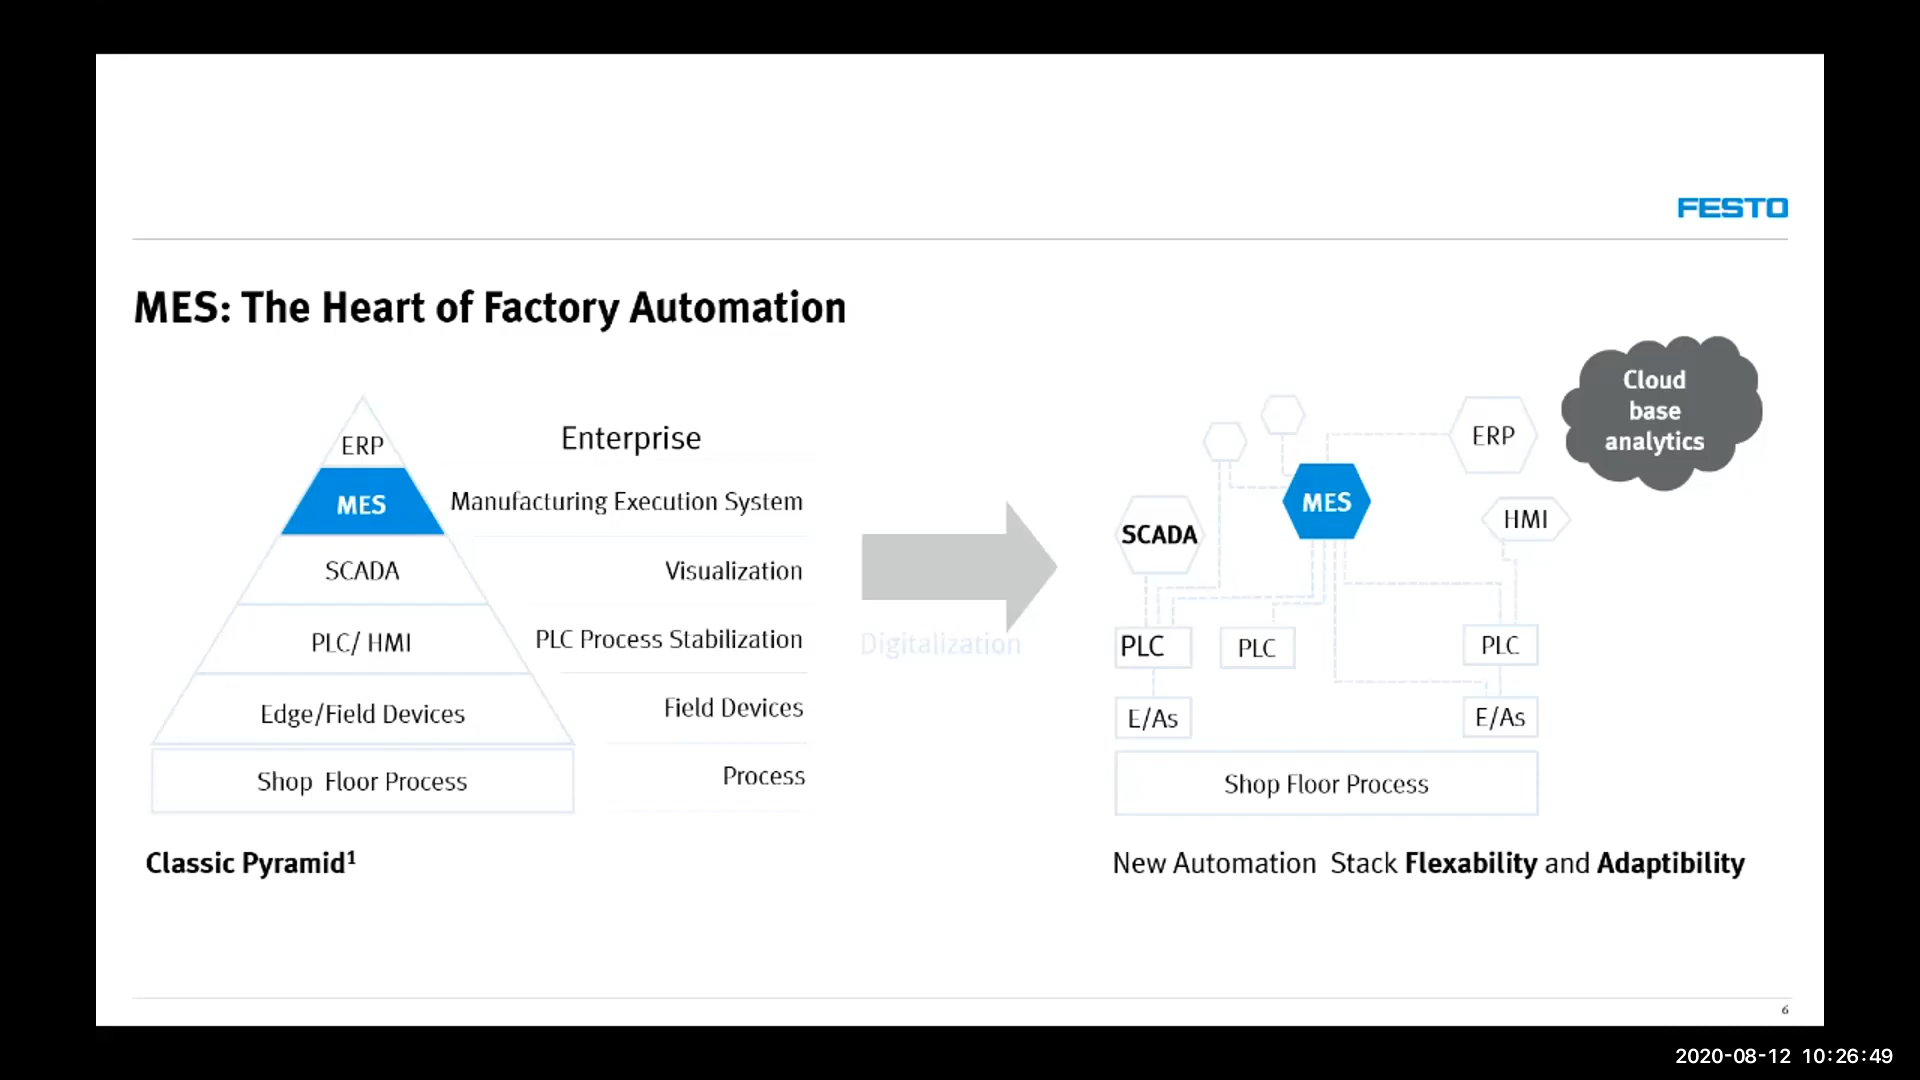 FESTO
MES: The Heart of Factory Automation
ERP
MES
SCADA
PLC/ HMI
Edge/Field Devices
Shop Floor Process
Enterprise
Manufacturing Execution System
Visualization
PLC Process Stabilization
Field Devices
Process
Classic Pyramid¹
Digitalization
Cloud
base
analytics
ERP
MES
HMI
SCADA
PLC
PLC
PLC
E/As
E/As
Shop Floor Process
New Automation Stack Flexability and Adaptibility
6
2020-08-12 10:26:49